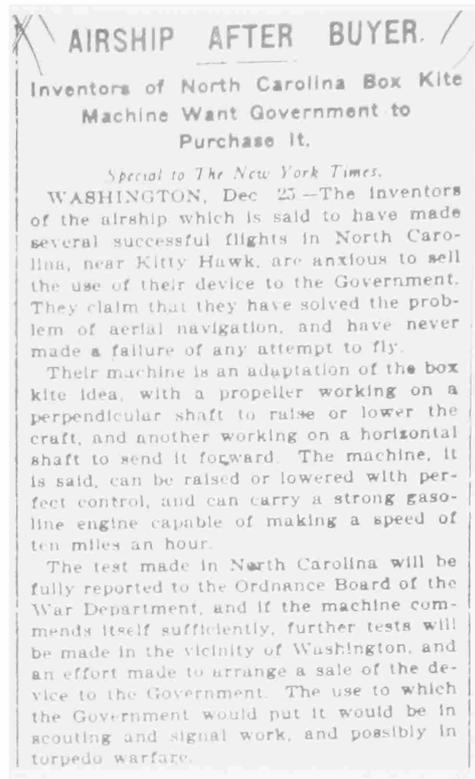 AIRSHIP AFTER BUYER.
Inventors of North Carolina Box Kite
Machine Want Government to
Purchase It.
Special to The New York Times.
WASHINGTON, Dec 25.—The inventors
of the airship which is said to have made
several successful flights in North Caro-
lina, near Kitty Hawk, are anxious to sell
the use of their device to the Government.
They claim that they have solved the prob-
lem of aerial navigation, and have never
made a failure of any attempt to fly.
Their machine is an adaptation of the box
kite idea, with a propeller working on a
perpendicular shaft to raise or lower the
craft, and another working on a horizontal
shaft to send it forward. The machine, it
is said, can be raised or lowered with per-
fect control, and can carry a strong gaso-
line engine capable of making a speed of
ten miles an hour.
The test made in North Carolina will be
fully reported to the Ordnance Board of the
War Department, and if the machine com-
mends itself sufficiently, further tests will
be made in the vicinity of Washington, and
an effort made to arrange a sale of the de-
vice to the Government. The use to which
the Government would put it would be in
scouting and signal work, and possibly in
torpedo warfare.